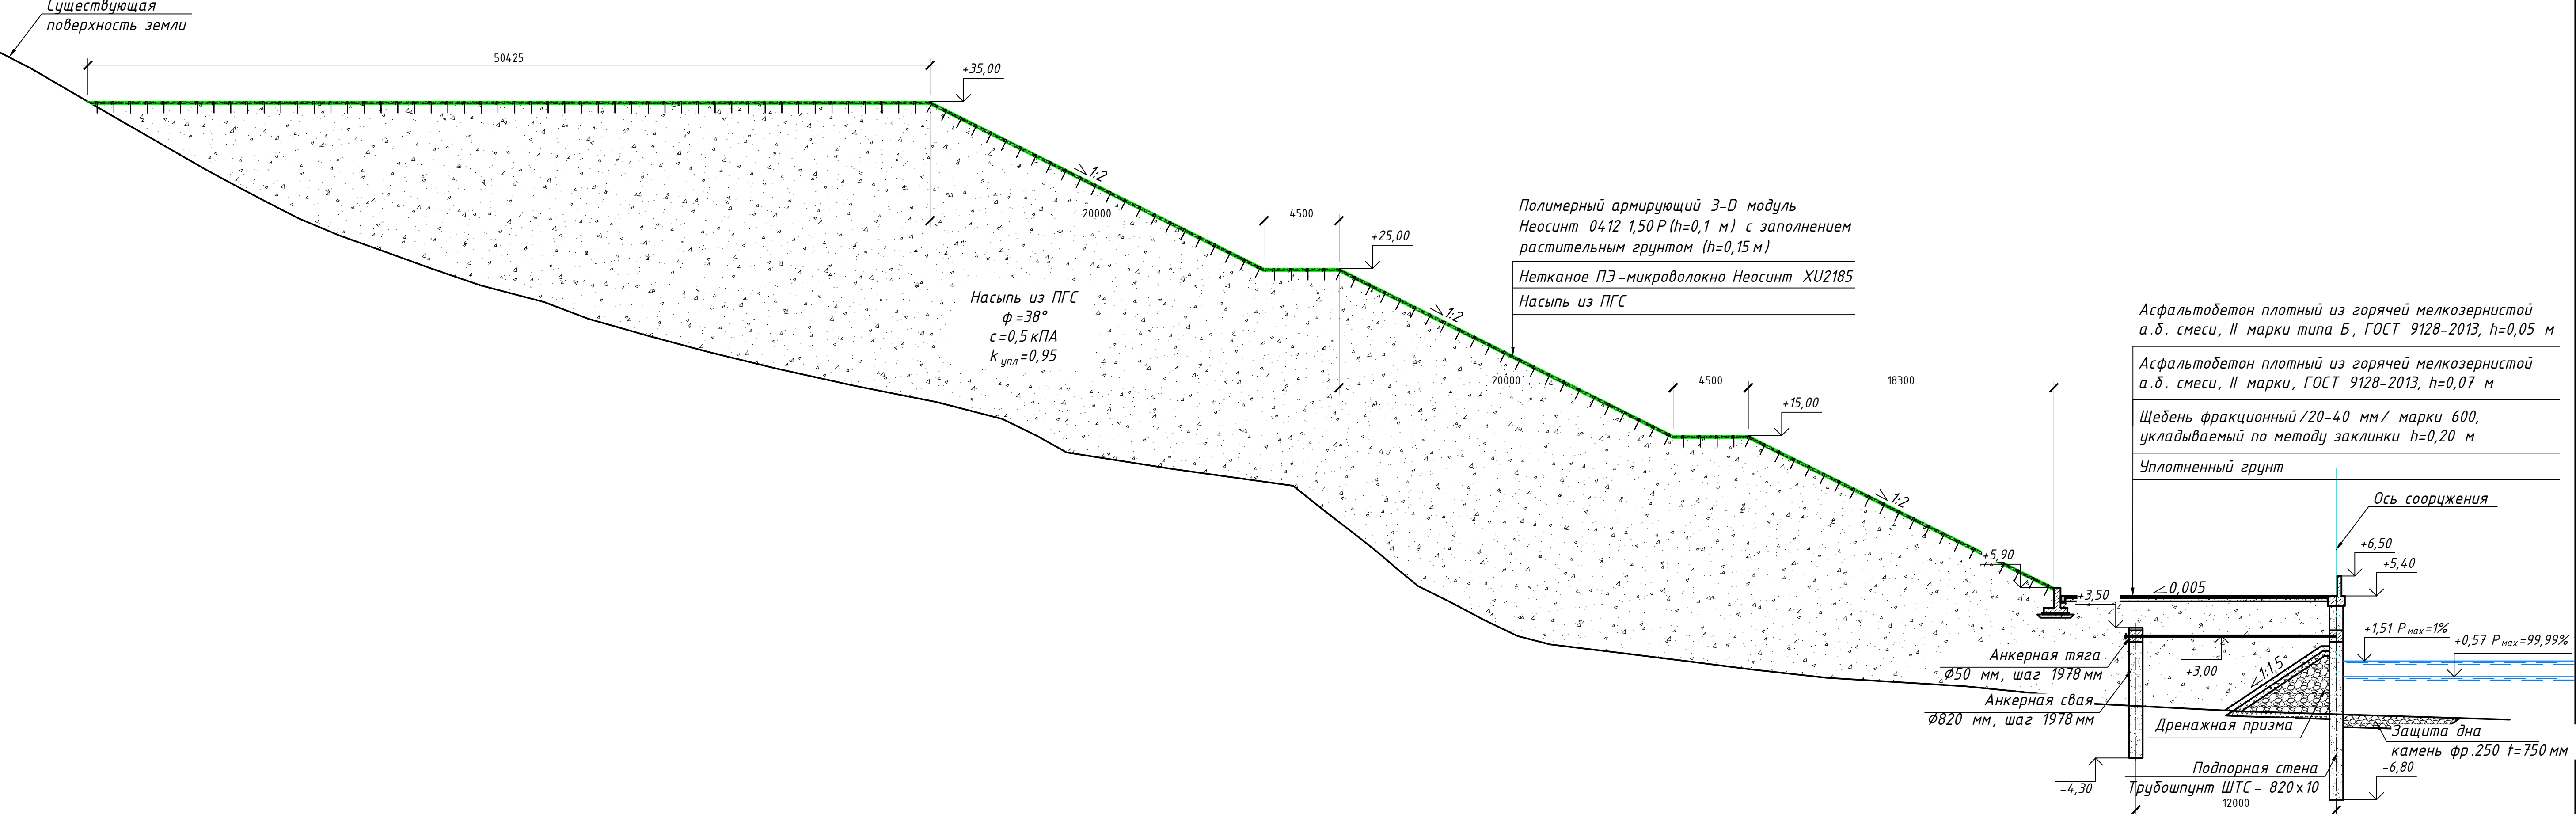 Существующая
поверхность земли
50425
+35,00
1:2
20000
4500
+25,00
Насыпь из ПГС
φ=38°
с=0,5 кПА
k упл=0,95
Полимерный армирующий 3-D модуль
Неосинт 0412 1,50 Р (h=0,1 м) с заполнением
растительным грунтом (h=0,15 м)
Нетканое ПЭ-микроволокно Неосинт XU2185
Насыпь из ПГС
1:2
20000
4500
18300
+15,00
1:2
+5,90
Асфальтобетон плотный из горячей мелкозернистой
а.б. смеси, II марки типа Б, ГОСТ 9128-2013, h=0,05 м
Асфальтобетон плотный из горячей мелкозернистой
а.б. смеси, II марки, ГОСТ 9128-2013, h=0,07 м
Щебень фракционный /20-40 мм/ марки 600,
укладываемый по методу заклинки h=0,20 м
Уплотненный грунт
Ось сооружения
+6,50
+5,40
0,005
+3,50
+1,51 Р мах=1%
+0,57 Р мах=99,99%
Анкерная тяга
Ф50 мм, шаг 1978 мм
+3,00
1:1,5
Анкерная свая
Ф820 мм, шаг 1978 мм
Дренажная призма
Защита дна
камень фр.250 t=750 мм
Подпорная стена
Трубошпунт ШТС - 820х10
-6,80
-4,30
12000